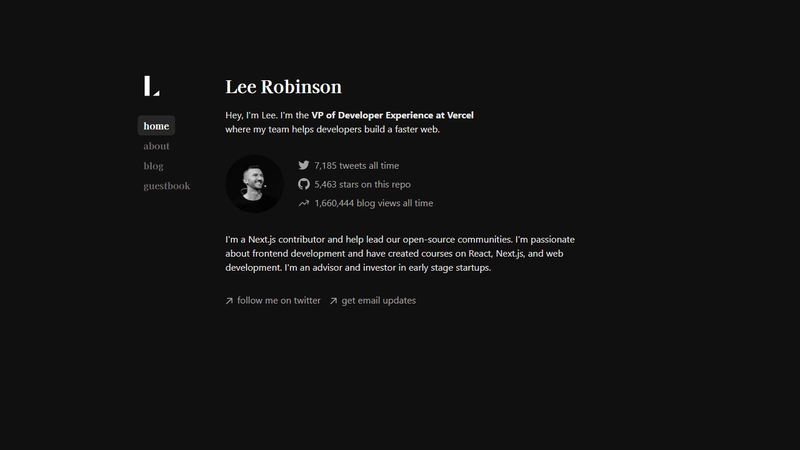 L
home
about
blog
guestbook
Lee Robinson
Hey, I'm Lee. I'm the VP of Developer Experience at Vercel
where my team helps developers build a faster web.
7,185 tweets all time
5,463 stars on this repo
1,660,444 blog views all time
I'm a Next.js contributor and help lead our open-source communities. I'm passionate
about frontend development and have created courses on React, Next.js, and web
development. I'm an advisor and investor in early stage startups.
follow me on twitter
get email updates